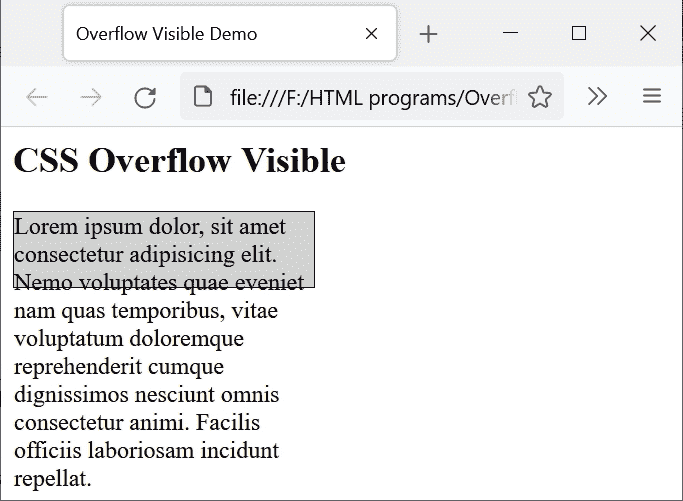 Overflow Visible Demo
file:///F:/HTML programs/Overfl
CSS Overflow Visible
Lorem ipsum dolor, sit amet
consectetur adipisicing elit.
Nemo voluptates quae eveniet
nam quas temporibus, vitae
voluptatum doloremque
reprehenderit cumque
dignissimos nesciunt omnis
consectetur animi. Facilis
officiis laboriosam incidunt
repellat.